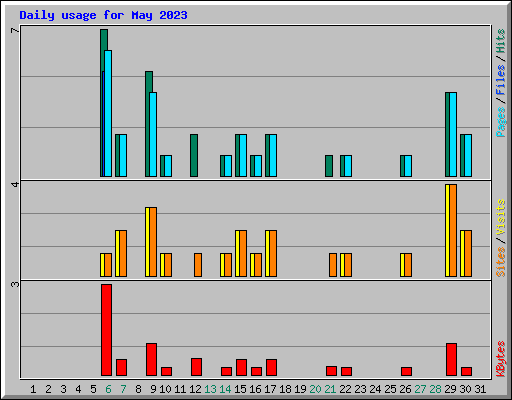 Daily usage for May 2023
7
Pages/Files/Hits
4
Sites/Visits
3
KBytes
1 2 3 4 5 6 7 8 9 10 11 12 13 14 15 16 17 18 19 20 21 22 23 24 25 26 27 28 29 30 31